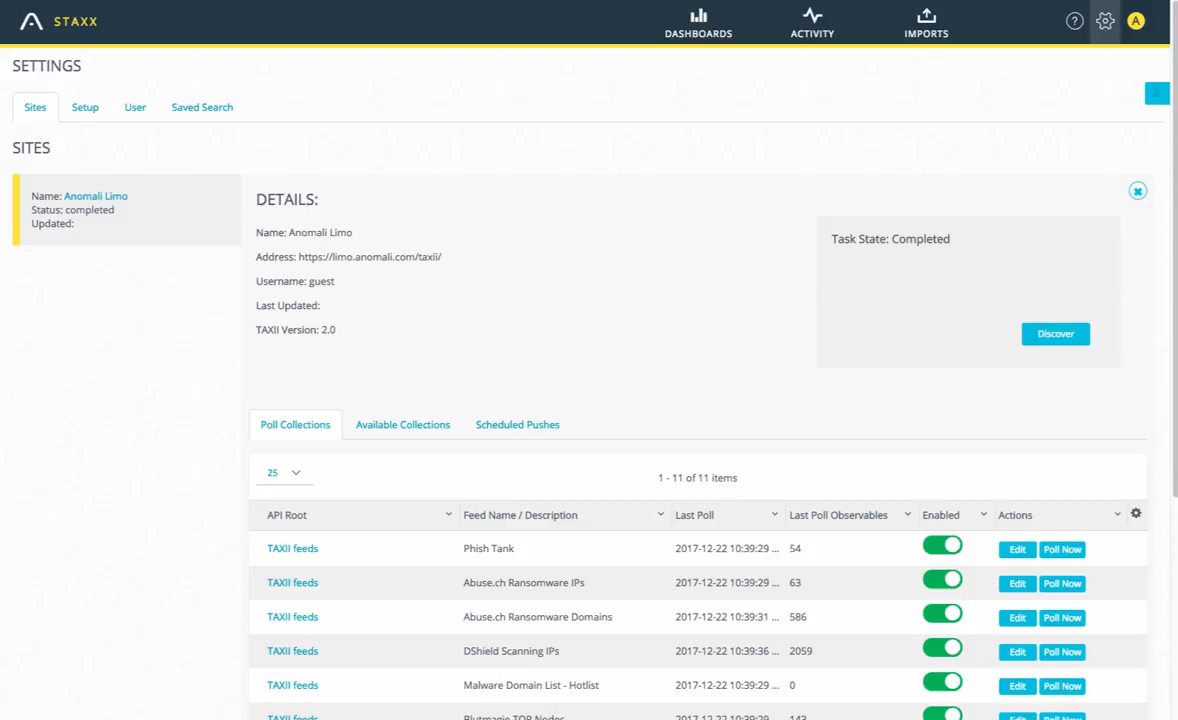 STAXX
DASHBOARDS
ACTIVITY
IMPORTS
?
A
SETTINGS
Sites
Setup
User
Saved Search
SITES
Name: Anomali Limo
Status: completed
Updated:
DETAILS:
Name: Anomali Limo
Address: https://limo.anomali.com/taxii/
Username: guest
Last Updated:
TAXII Version: 2.0
Task State: Completed
Discover
Poll Collections
Available Collections
Scheduled Pushes
25
1 - 11 of 11 items
API Root Feed Name / Description Last Poll Last Poll Observables Enabled Actions
TAXII feeds Phish Tank 2017-12-22 10:39:29 ... 54 Edit Poll Now
TAXII feeds Abuse.ch Ransomware IPs 2017-12-22 10:39:29 ... 63 Edit Poll Now
TAXII feeds Abuse.ch Ransomware Domains 2017-12-22 10:39:31 ... 586 Edit Poll Now
TAXII feeds DShield Scanning IPs 2017-12-22 10:39:36 ... 2059 Edit Poll Now
TAXII feeds Malware Domain List - Hotlist 2017-12-22 10:39:29 ... 0 Edit Poll Now
TAXII feeds Blutmagie TOR Nodes 2017-12-22 10:39:29 ... 143 Edit Poll Now